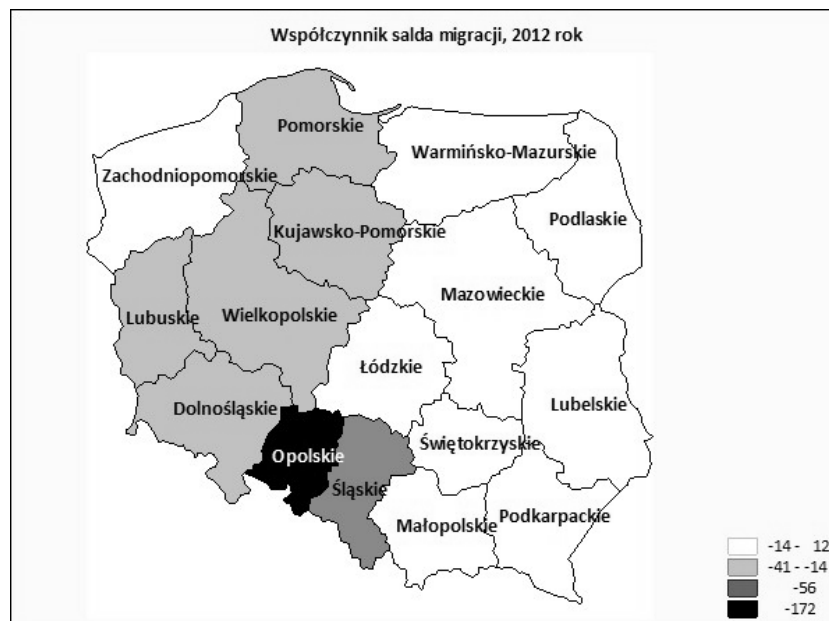 Współczynnik salda migracji, 2012 rok
Pomorskie
Warmińsko-Mazurskie
Zachodniopomorskie
Podlaskie
Kujawsko-Pomorskie
Mazowieckie
Lubuskie
Wielkopolskie
Łódzkie
Dolnośląskie
Lubelskie
Świętokrzyskie
Opolskie
Śląskie
Podkarpackie
Małopolskie
-14 - 12
-41 - -14
-56
-172